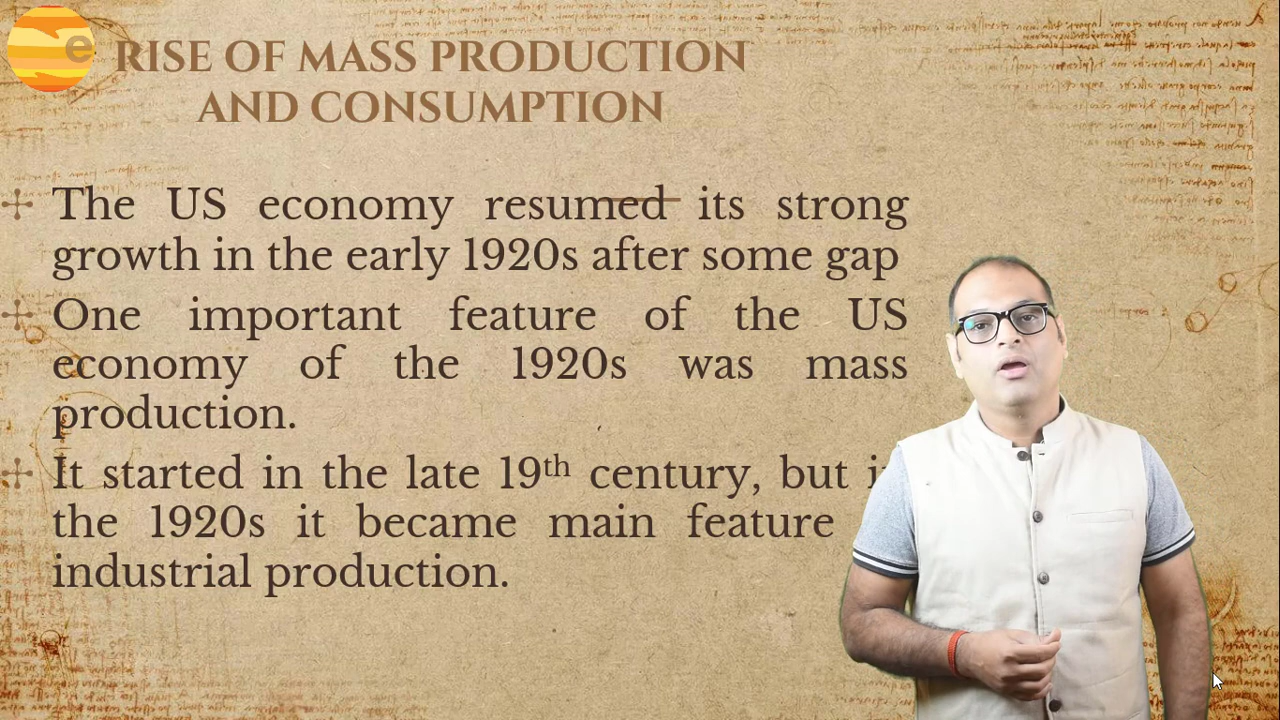 e
RISE OF MASS PRODUCTION
AND CONSUMPTION
The US economy resumed its strong
growth in the early 1920s after some gap
One important feature of the US
economy of the 1920s was mass
production.
It started in the late 19th century, but
the 1920s it became main feature
industrial production.